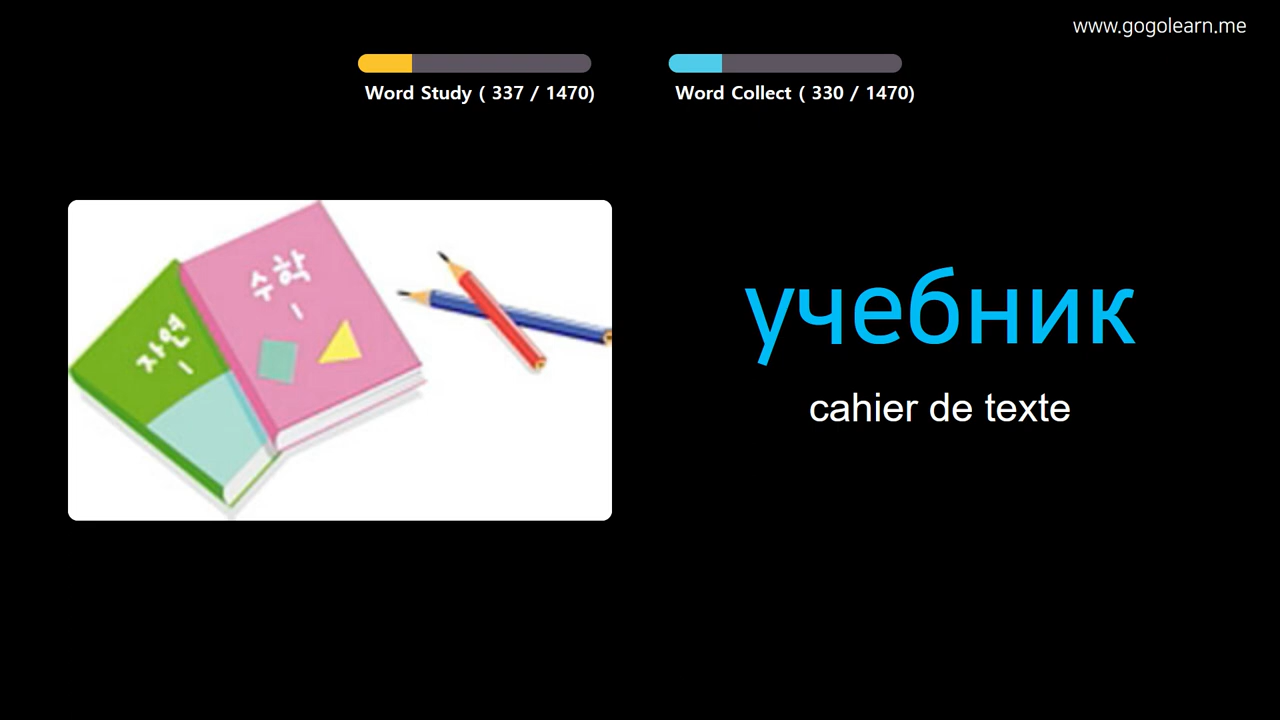 www.gogolearn.me
Word Study ( 337 / 1470)
Word Collect ( 330 / 1470)
수학
1
자연
1
учебник
cahier de texte